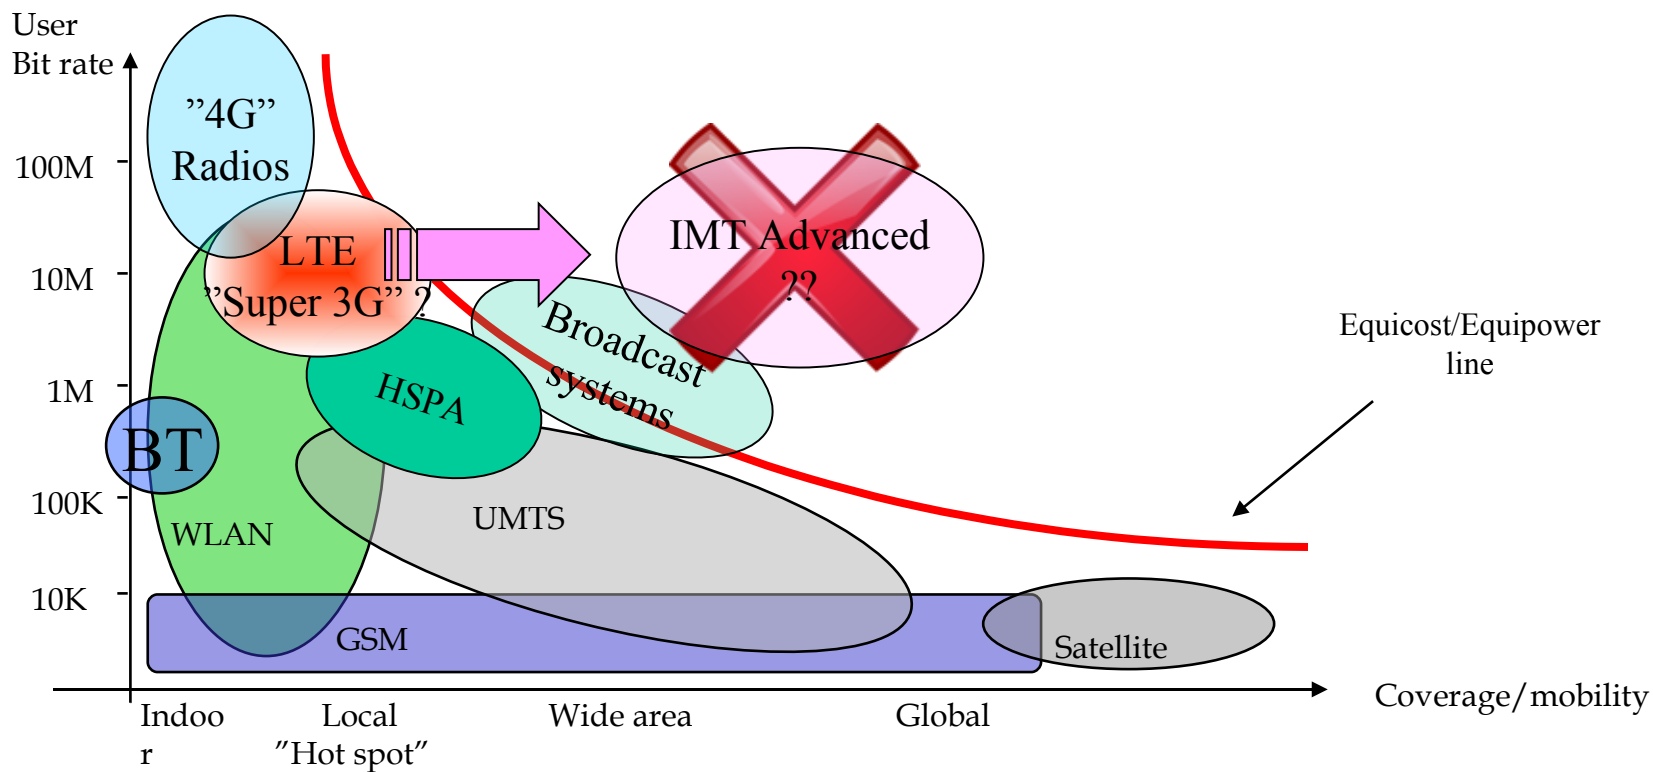 User
Bit rate
”4G”
Radios
100M
LTE
”Super 3G” ?
IMT Advanced
??
10M
Broadcast
systems
Equicost/Equipower
line
1M
HSPA
BT
100K
WLAN
UMTS
10K
GSM
Satellite
Coverage/mobility
Indoo
r
Local
”Hot spot”
Wide area
Global